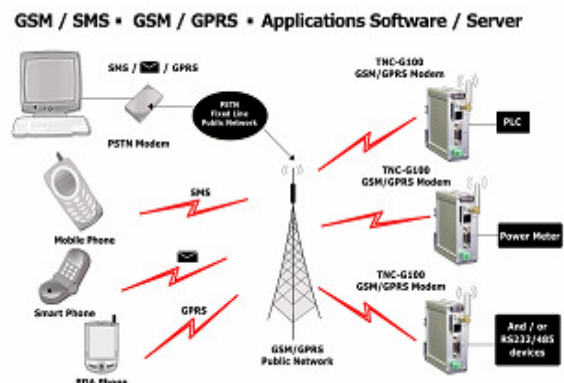 GSM / SMS • GSM / GPRS • Applications Software / Server
SMS / / GPRS
PSTN Modem
PSTN
Fixed Line
Public Network
TNC-G100
GSM/GPRS Modem
PLC
SMS
Mobile Phone
TNC-G100
GSM/GPRS Modem
Power Meter
Smart Phone
GPRS
PDA Phone
GSM/GPRS
Public Network
TNC-G100
GSM/GPRS Modem
And / or
RS232/485
devices